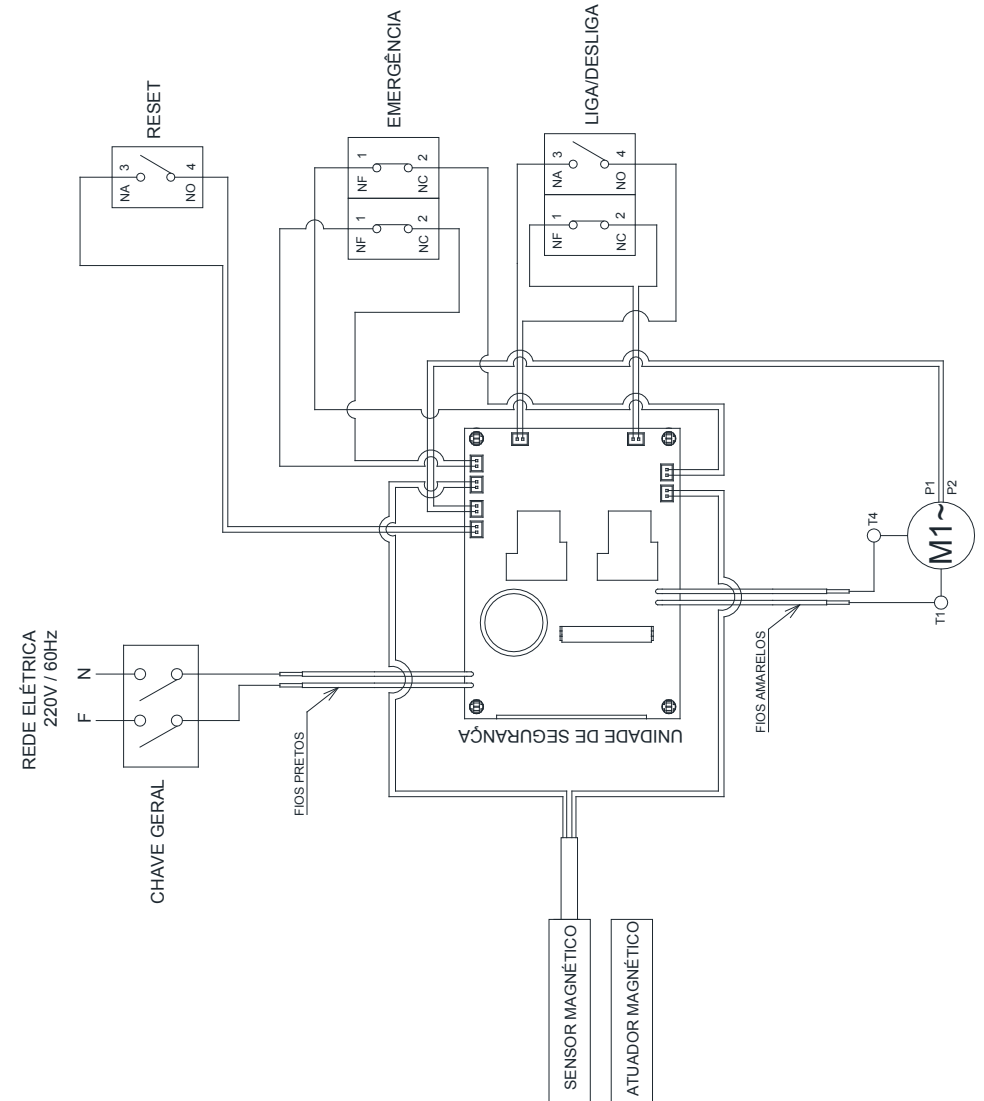 REDE ELÉTRICA
220V / 60Hz
F
N
CHAVE GERAL
FIOS PRETOS
RESET
NA
3
NO
4
EMERGÊNCIA
NF
1
NC
2
NF
1
NC
2
LIGA/DESLIGA
NA
3
NO
4
NF
1
NC
2
UNIDADE DE SEGURANÇA
FIOS AMARELOS
M1~
P1
P2
T4
T1
SENSOR MAGNÉTICO
ATUADOR MAGNÉTICO